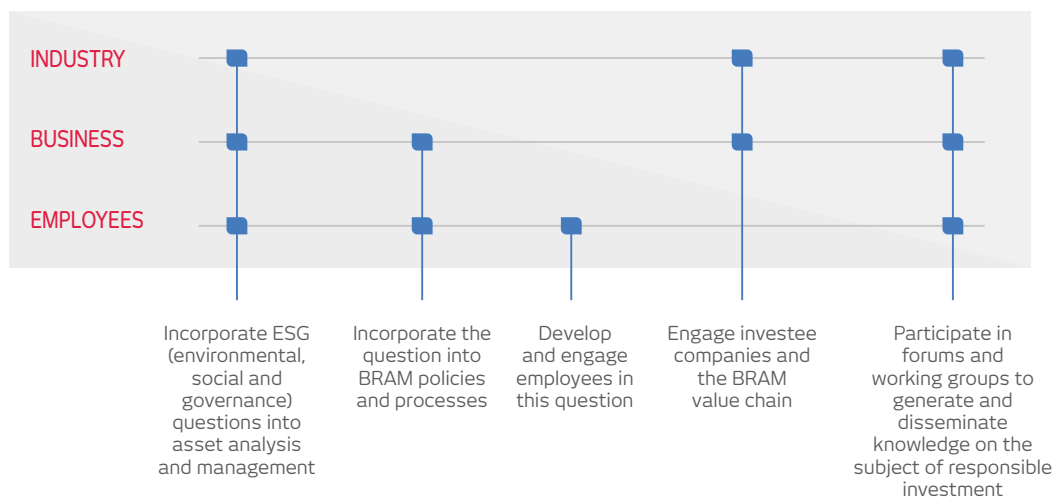 INDUSTRY
BUSINESS
EMPLOYEES
Incorporate ESG
(environmental,
social and
governance)
questions into
asset analysis
and management
Incorporate the
question into
BRAM policies
and processes
Develop
and engage
employees in
this question
Engage investee
companies and
the BRAM
value chain
Participate in
forums and
working groups to
generate and
disseminate
knowledge on the
subject of responsible
investment